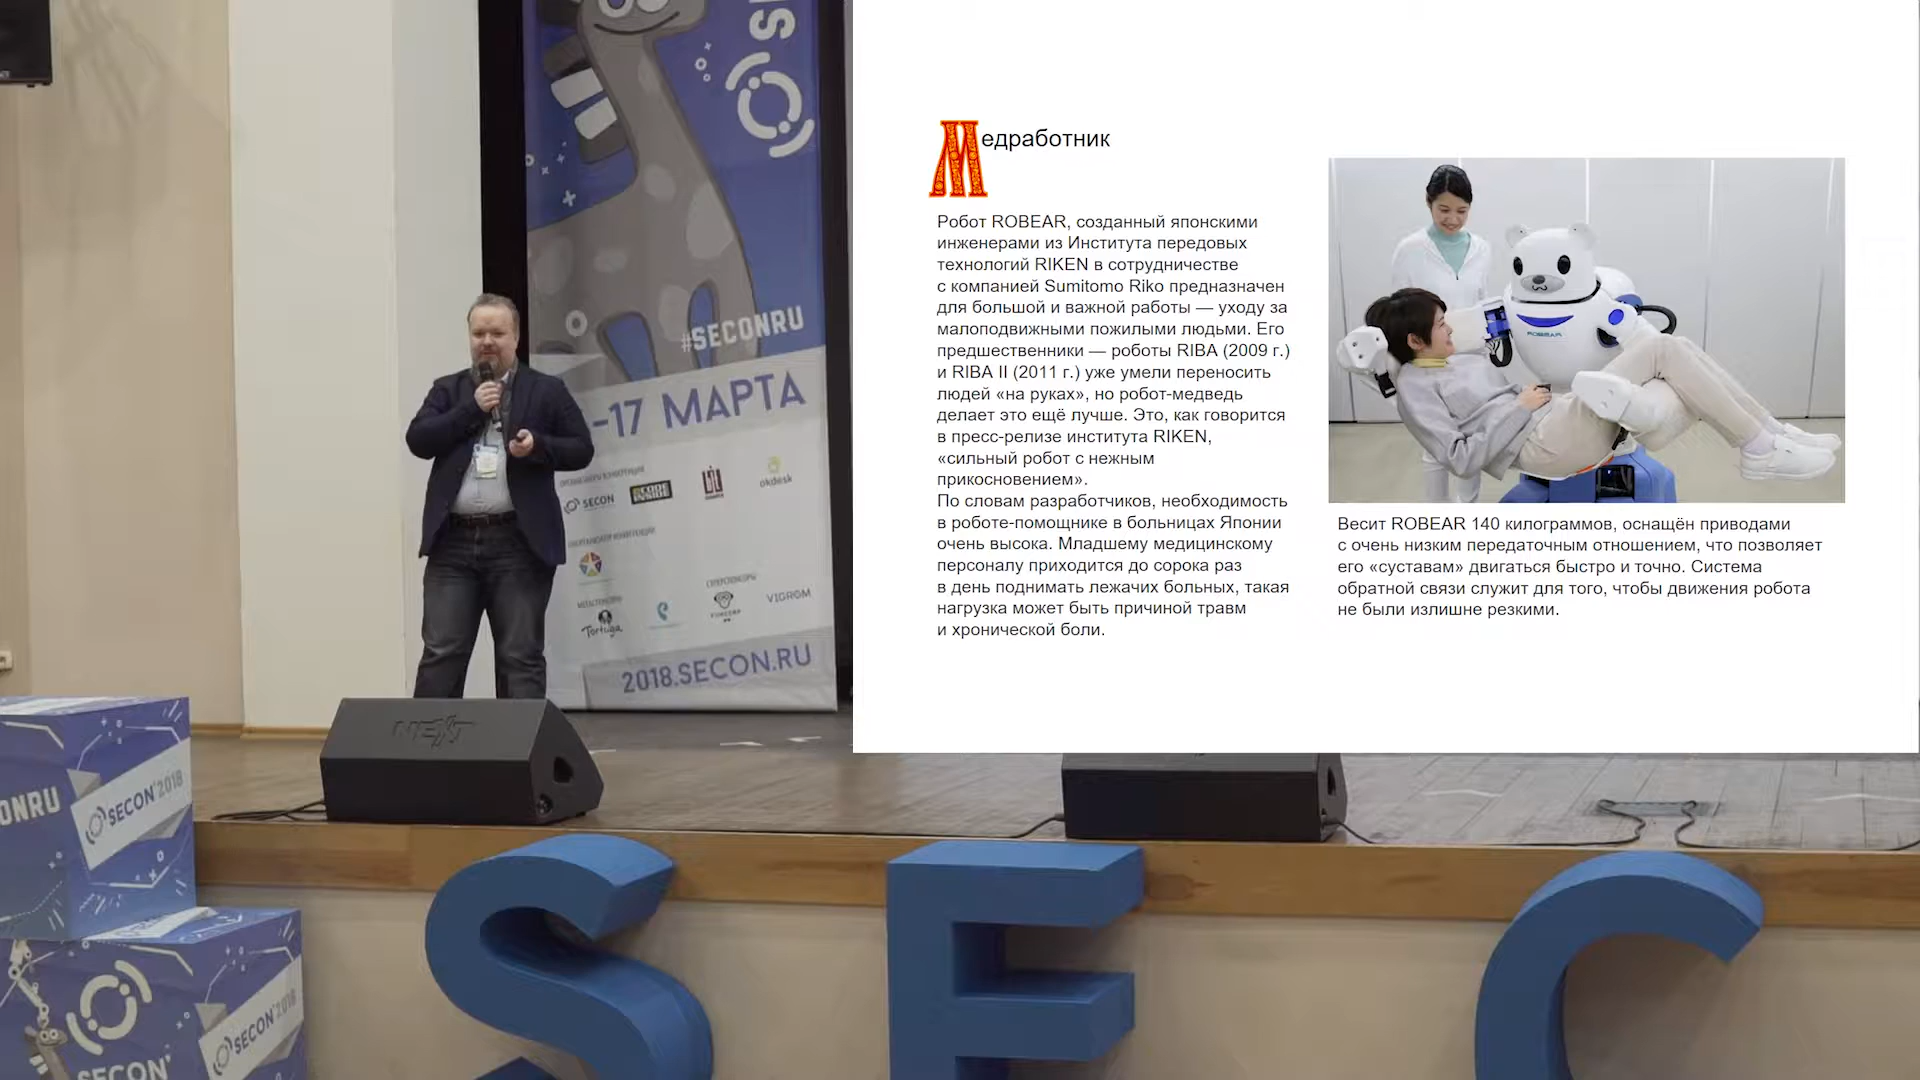 #SECONRU
-17 МАРТА
ОРГАНИЗАТОРЫ КОНФЕРЕНЦИИ
SECON
CODE INSIDE
okdesk
Tortuga
VIGROM
2018.SECON.RU
NEXT
ONRU
SECON'2018
SECON'2018
SECON'
S E C
Медработник
Робот ROBEAR, созданный японскими
инженерами из Института передовых
технологий RIKEN в сотрудничестве
с компанией Sumitomo Riko предназначен
для большой и важной работы — уходу за
малоподвижными пожилыми людьми. Его
предшественники — роботы RIBA (2009 г.)
и RIBA II (2011 г.) уже умели переносить
людей «на руках», но робот-медведь
делает это ещё лучше. Это, как говорится
в пресс-релизе института RIKEN,
«сильный робот с нежным
прикосновением».
По словам разработчиков, необходимость
в роботе-помощнике в больницах Японии
очень высока. Младшему медицинскому
персоналу приходится до сорока раз
в день поднимать лежачих больных, такая
нагрузка может быть причиной травм
и хронической боли.
ROBEAR
Весит ROBEAR 140 килограммов, оснащён приводами
с очень низким передаточным отношением, что позволяет
его «суставам» двигаться быстро и точно. Система
обратной связи служит для того, чтобы движения робота
не были излишне резкими.